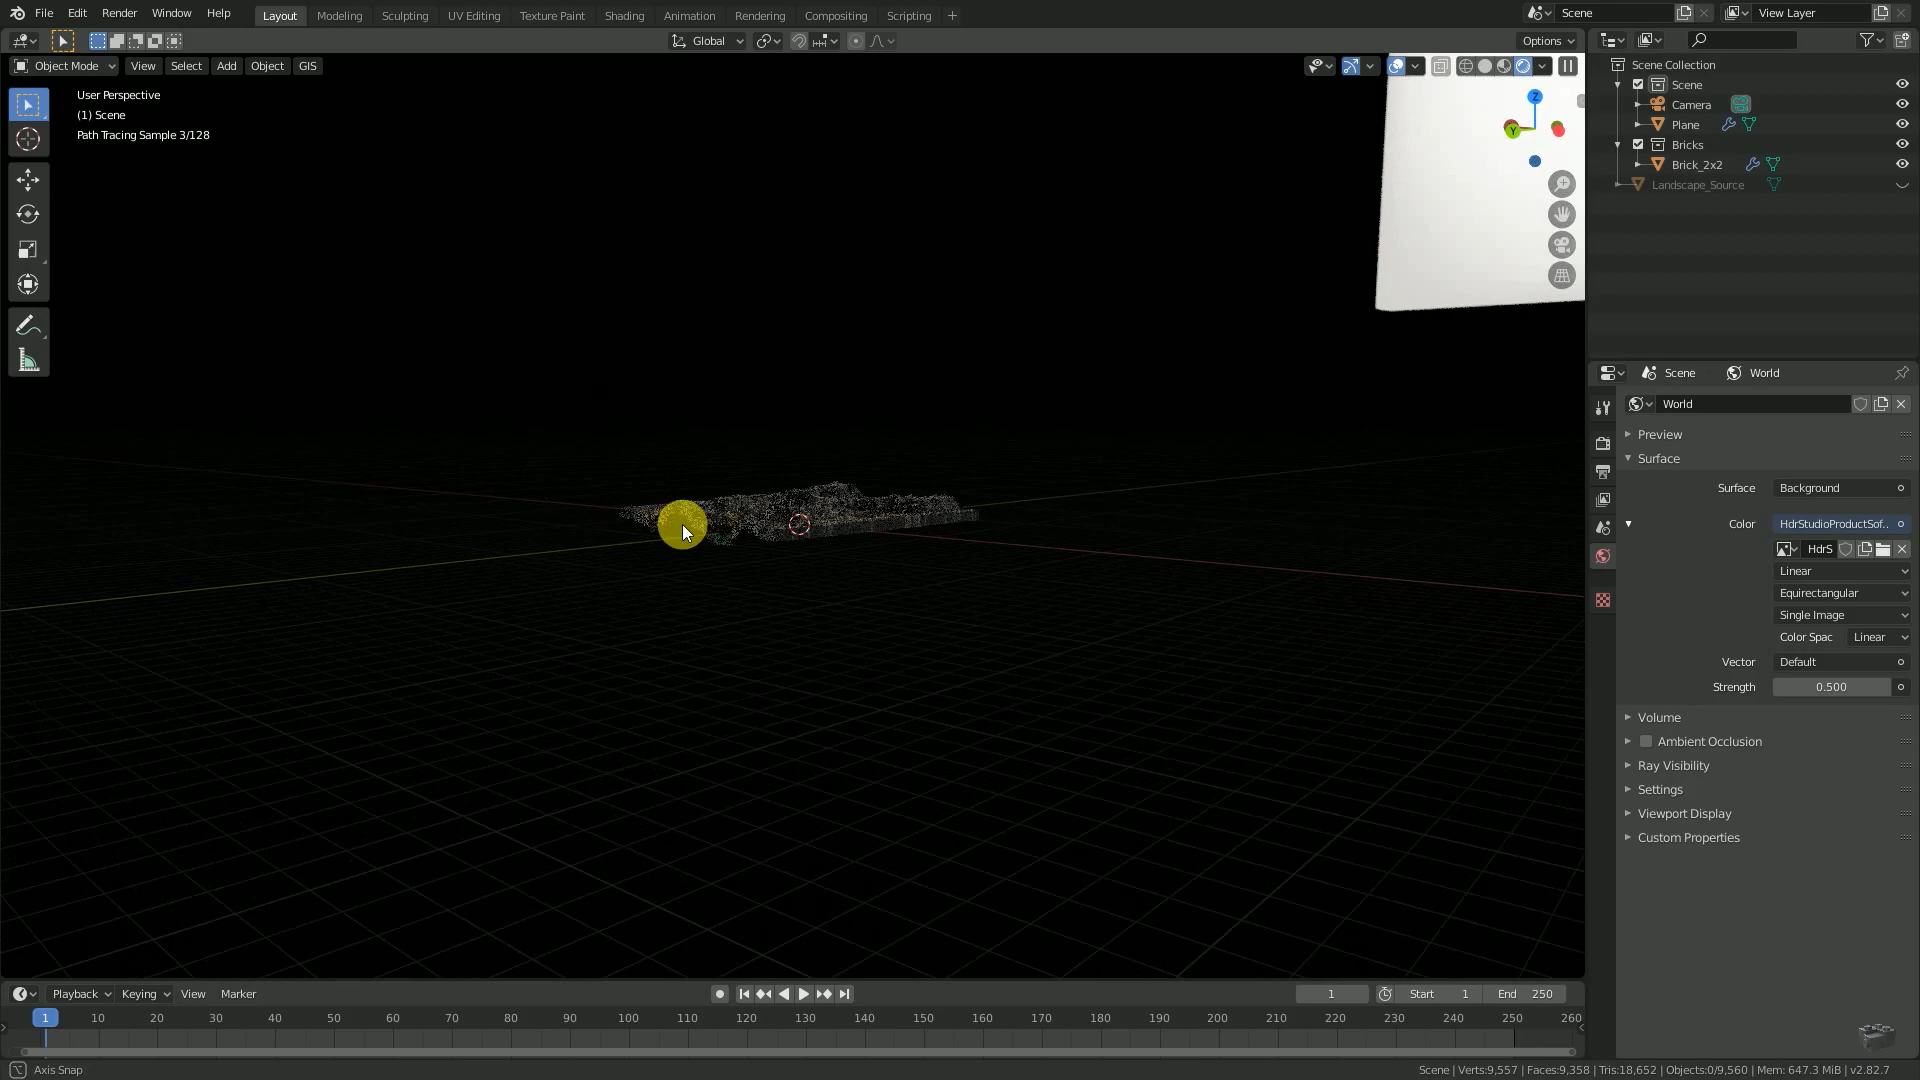 File Edit Render Window Help Layout Modeling Sculpting UV Editing Texture Paint Shading Animation Rendering Compositing Scripting + Scene View Layer
Global Options
Object Mode View Select Add Object GIS
User Perspective
(1) Scene
Path Tracing Sample 3/128
Z
Y
Scene Collection
Scene
Camera
Plane
Bricks
Brick_2x2
Landscape_Source
Scene World
World
Preview
Surface
Surface Background
Color HdrStudioProductSof..
HdrS
Linear
Equirectangular
Single Image
Color Spac Linear
Vector Default
Strength 0.500
Volume
Ambient Occlusion
Ray Visibility
Settings
Viewport Display
Custom Properties
Playback Keying View Marker 1 Start 1 End 250
1 10 20 30 40 50 60 70 80 90 100 110 120 130 140 150 160 170 180 190 200 210 220 230 240 250 260
Axis Snap Scene | Verts:9,557 | Faces:9,358 | Tris:18,652 | Objects:0/9,560 | Mem: 647.3 MiB | v2.82.7